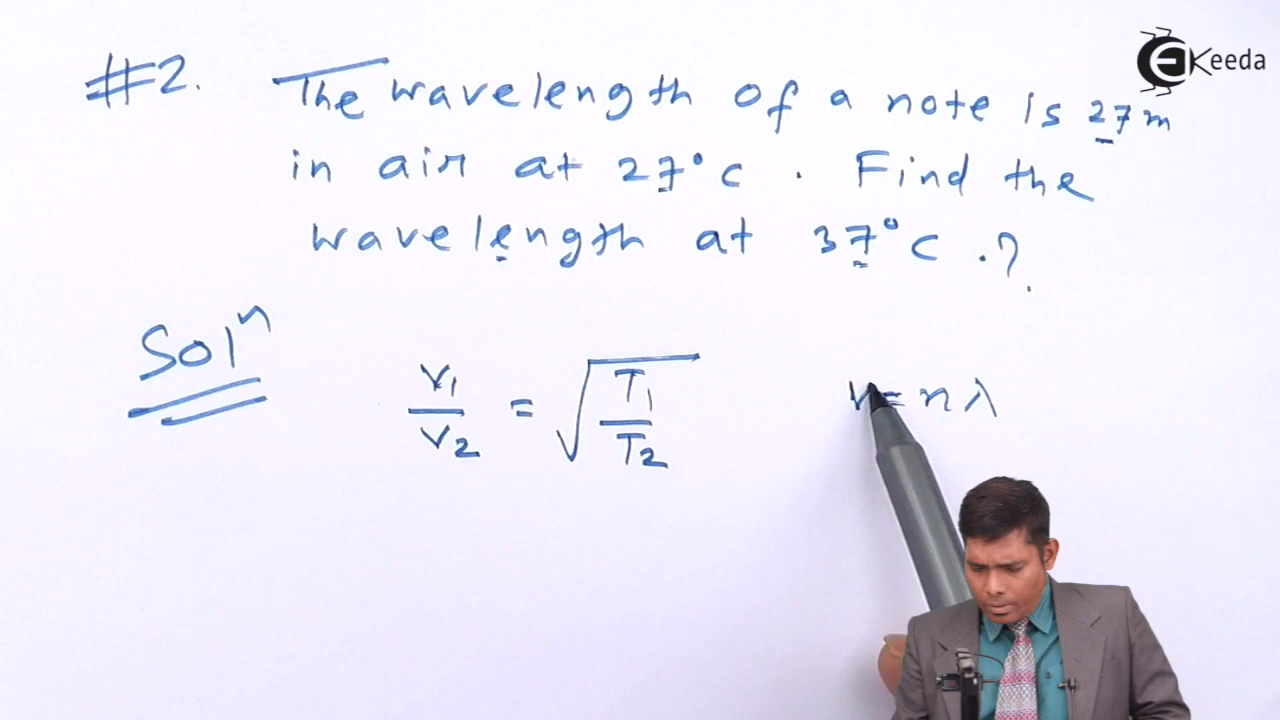 EKeeda
#2. The wavelength of a note is 27m
in air at 27°C . Find the
wavelength at 37°C .?
Solⁿ
V₁/V₂ = √(T₁/T₂)
v = nλ